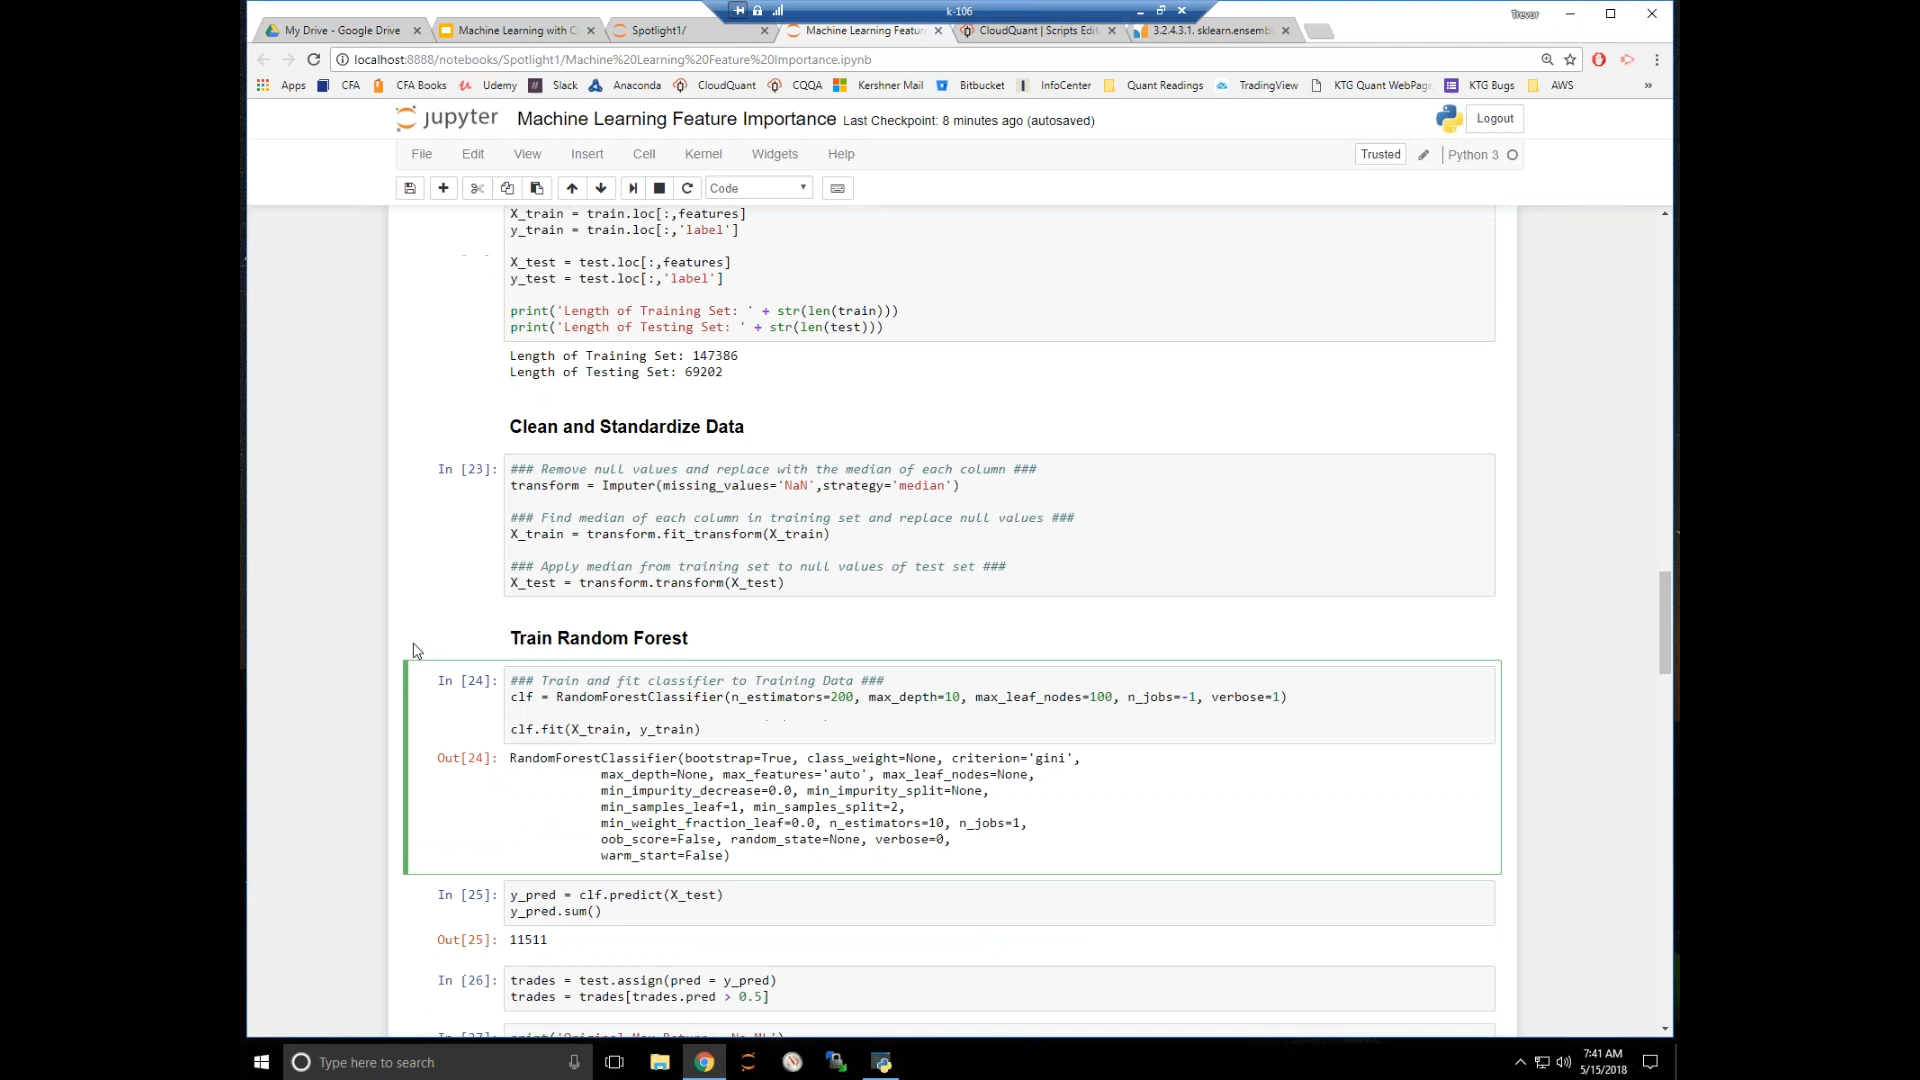 k-106
Trevor
My Drive - Google Drive
Machine Learning with C
Spotlight1/
Machine Learning Featur
CloudQuant | Scripts Edit
3.2.4.3.1. sklearn.ensemb
localhost:8888/notebooks/Spotlight1/Machine%20Learning%20Feature%20Importance.ipynb
Apps CFA CFA Books Udemy Slack Anaconda CloudQuant CQQA Kershner Mail Bitbucket InfoCenter Quant Readings TradingView KTG Quant WebPage KTG Bugs AWS »
jupyter Machine Learning Feature Importance Last Checkpoint: 8 minutes ago (autosaved) Logout
File Edit View Insert Cell Kernel Widgets Help Trusted Python 3
Code
X_train = train.loc[:,features]
y_train = train.loc[:,'label']
X_test = test.loc[:,features]
y_test = test.loc[:,'label']
print('Length of Training Set: ' + str(len(train)))
print('Length of Testing Set: ' + str(len(test)))
Length of Training Set: 147386
Length of Testing Set: 69202
Clean and Standardize Data
In [23]: ### Remove null values and replace with the median of each column ###
transform = Imputer(missing_values='NaN',strategy='median')
### Find median of each column in training set and replace null values ###
X_train = transform.fit_transform(X_train)
### Apply median from training set to null values of test set ###
X_test = transform.transform(X_test)
Train Random Forest
In [24]: ### Train and fit classifier to Training Data ###
clf = RandomForestClassifier(n_estimators=200, max_depth=10, max_leaf_nodes=100, n_jobs=-1, verbose=1)
clf.fit(X_train, y_train)
Out[24]: RandomForestClassifier(bootstrap=True, class_weight=None, criterion='gini',
max_depth=None, max_features='auto', max_leaf_nodes=None,
min_impurity_decrease=0.0, min_impurity_split=None,
min_samples_leaf=1, min_samples_split=2,
min_weight_fraction_leaf=0.0, n_estimators=10, n_jobs=1,
oob_score=False, random_state=None, verbose=0,
warm_start=False)
In [25]: y_pred = clf.predict(X_test)
y_pred.sum()
Out[25]: 11511
In [26]: trades = test.assign(pred = y_pred)
trades = trades[trades.pred > 0.5]
Type here to search
7:41 AM
5/15/2018